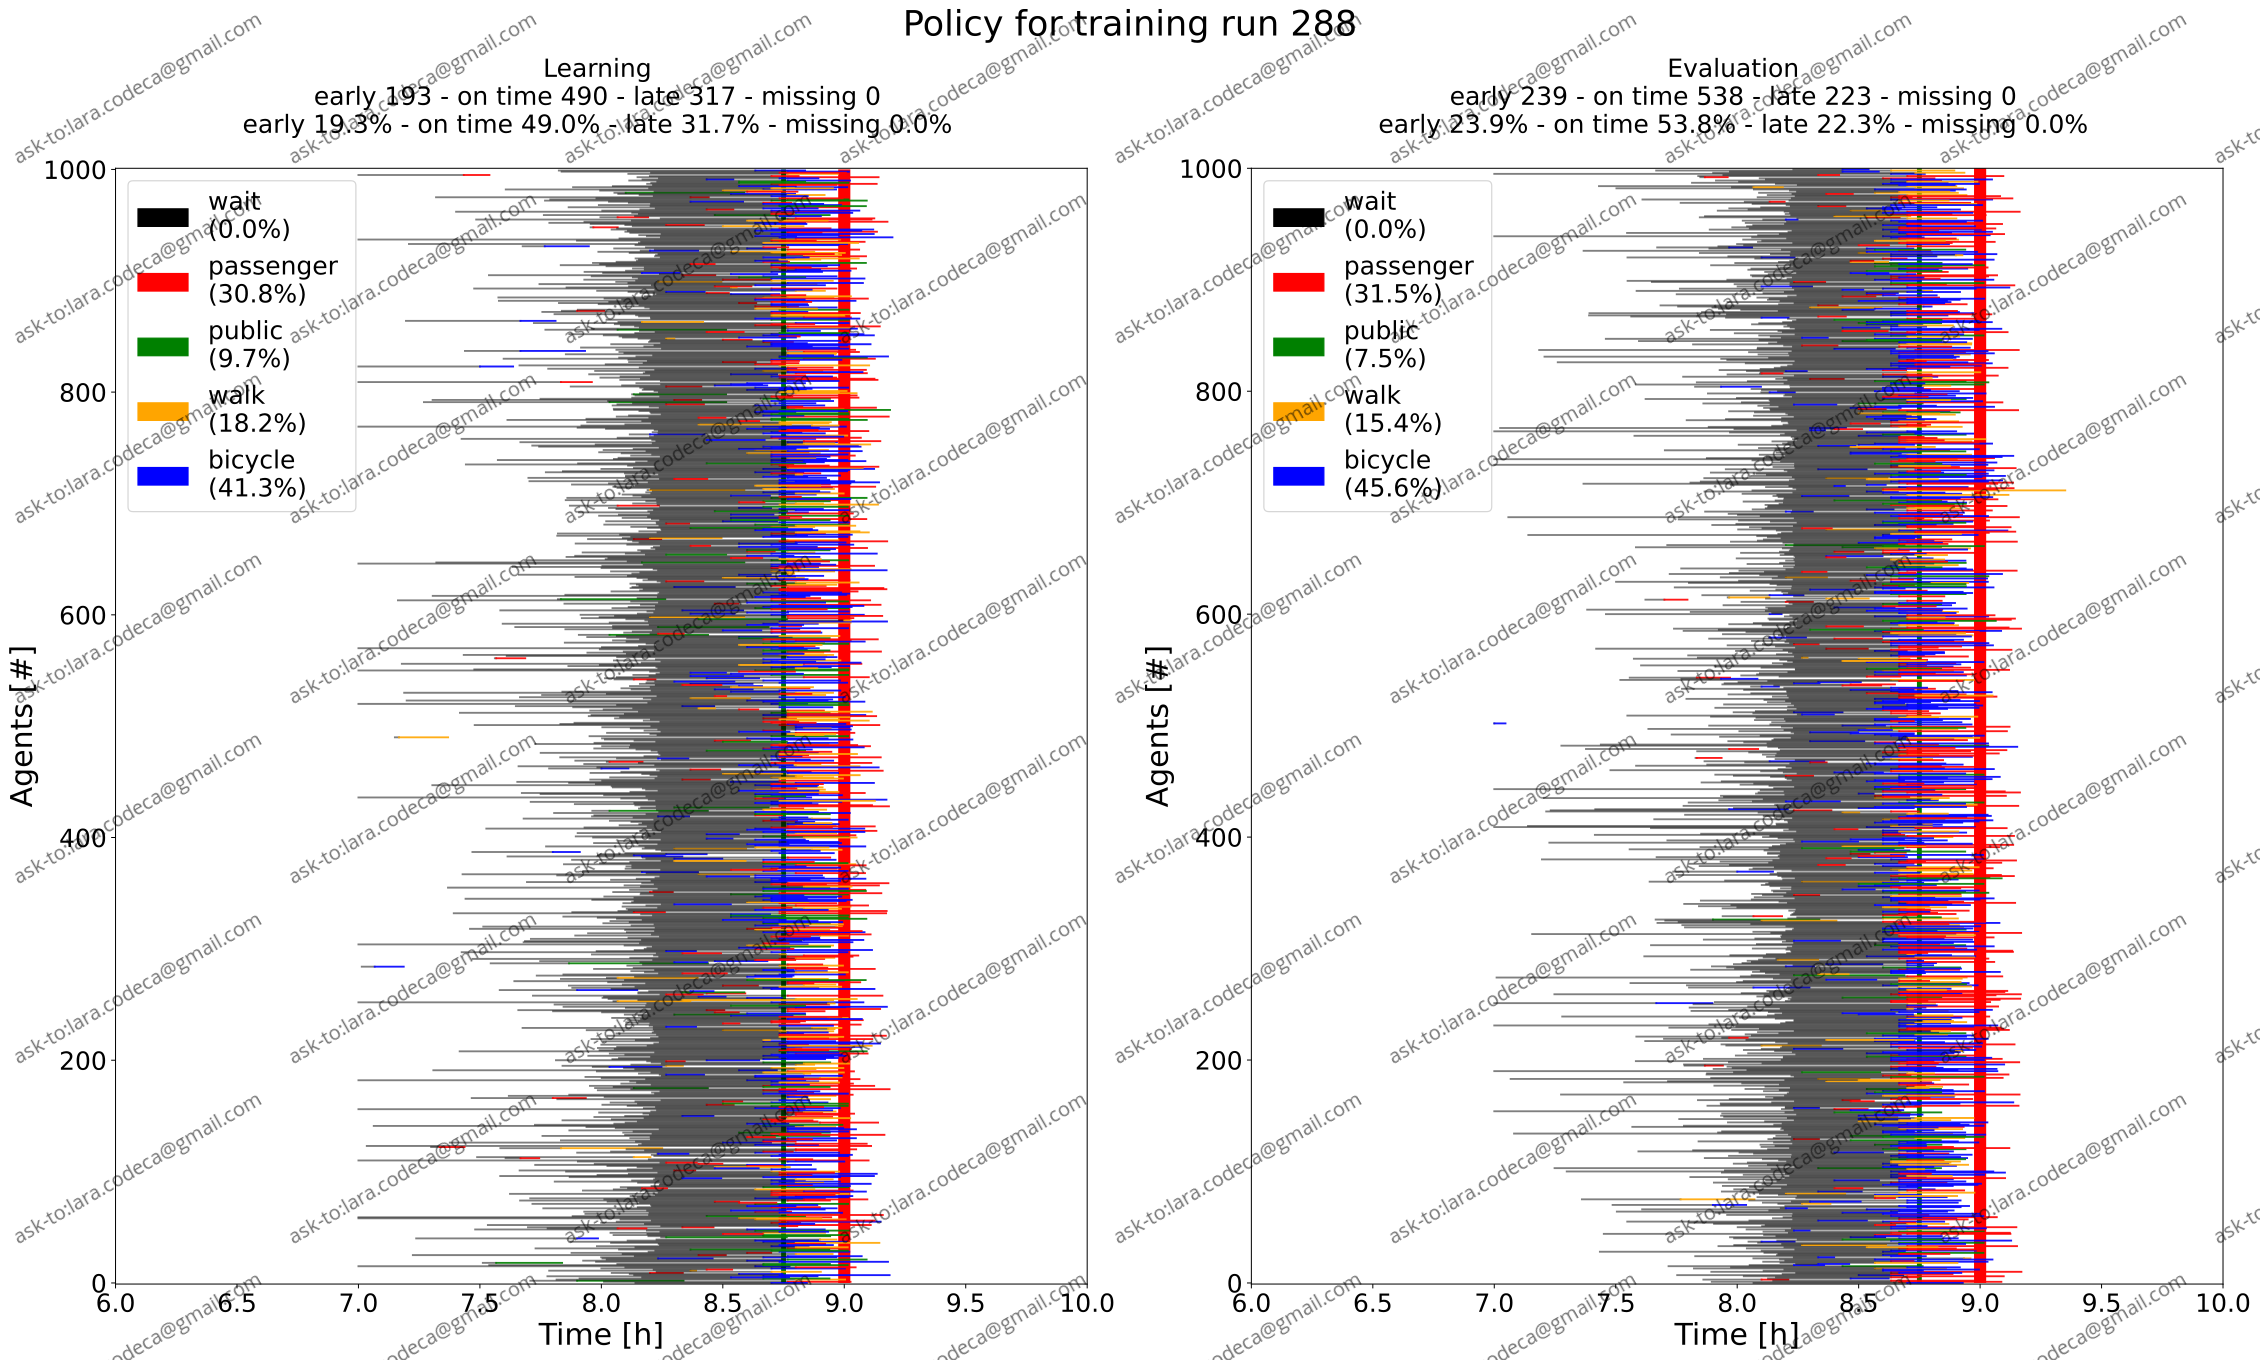 Policy for training run 288
Learning
early 193 - on time 490 - late 317 - missing 0
early 19.3% - on time 49.0% - late 31.7% - missing 0.0%
Evaluation
early 239 - on time 538 - late 223 - missing 0
early 23.9% - on time 53.8% - late 22.3% - missing 0.0%
Agents [#]
1000
800
600
400
200
0
wait
(0.0%)
passenger
(30.8%)
public
(9.7%)
walk
(18.2%)
bicycle
(41.3%)
6.0 6.5 7.0 7.5 8.0 8.5 9.0 9.5 10.0
Time [h]
Agents [#]
1000
800
600
400
200
0
wait
(0.0%)
passenger
(31.5%)
public
(7.5%)
walk
(15.4%)
bicycle
(45.6%)
6.0 6.5 7.0 7.5 8.0 8.5 9.0 9.5 10.0
Time [h]
ask-to:lara.codeca@gmail.com